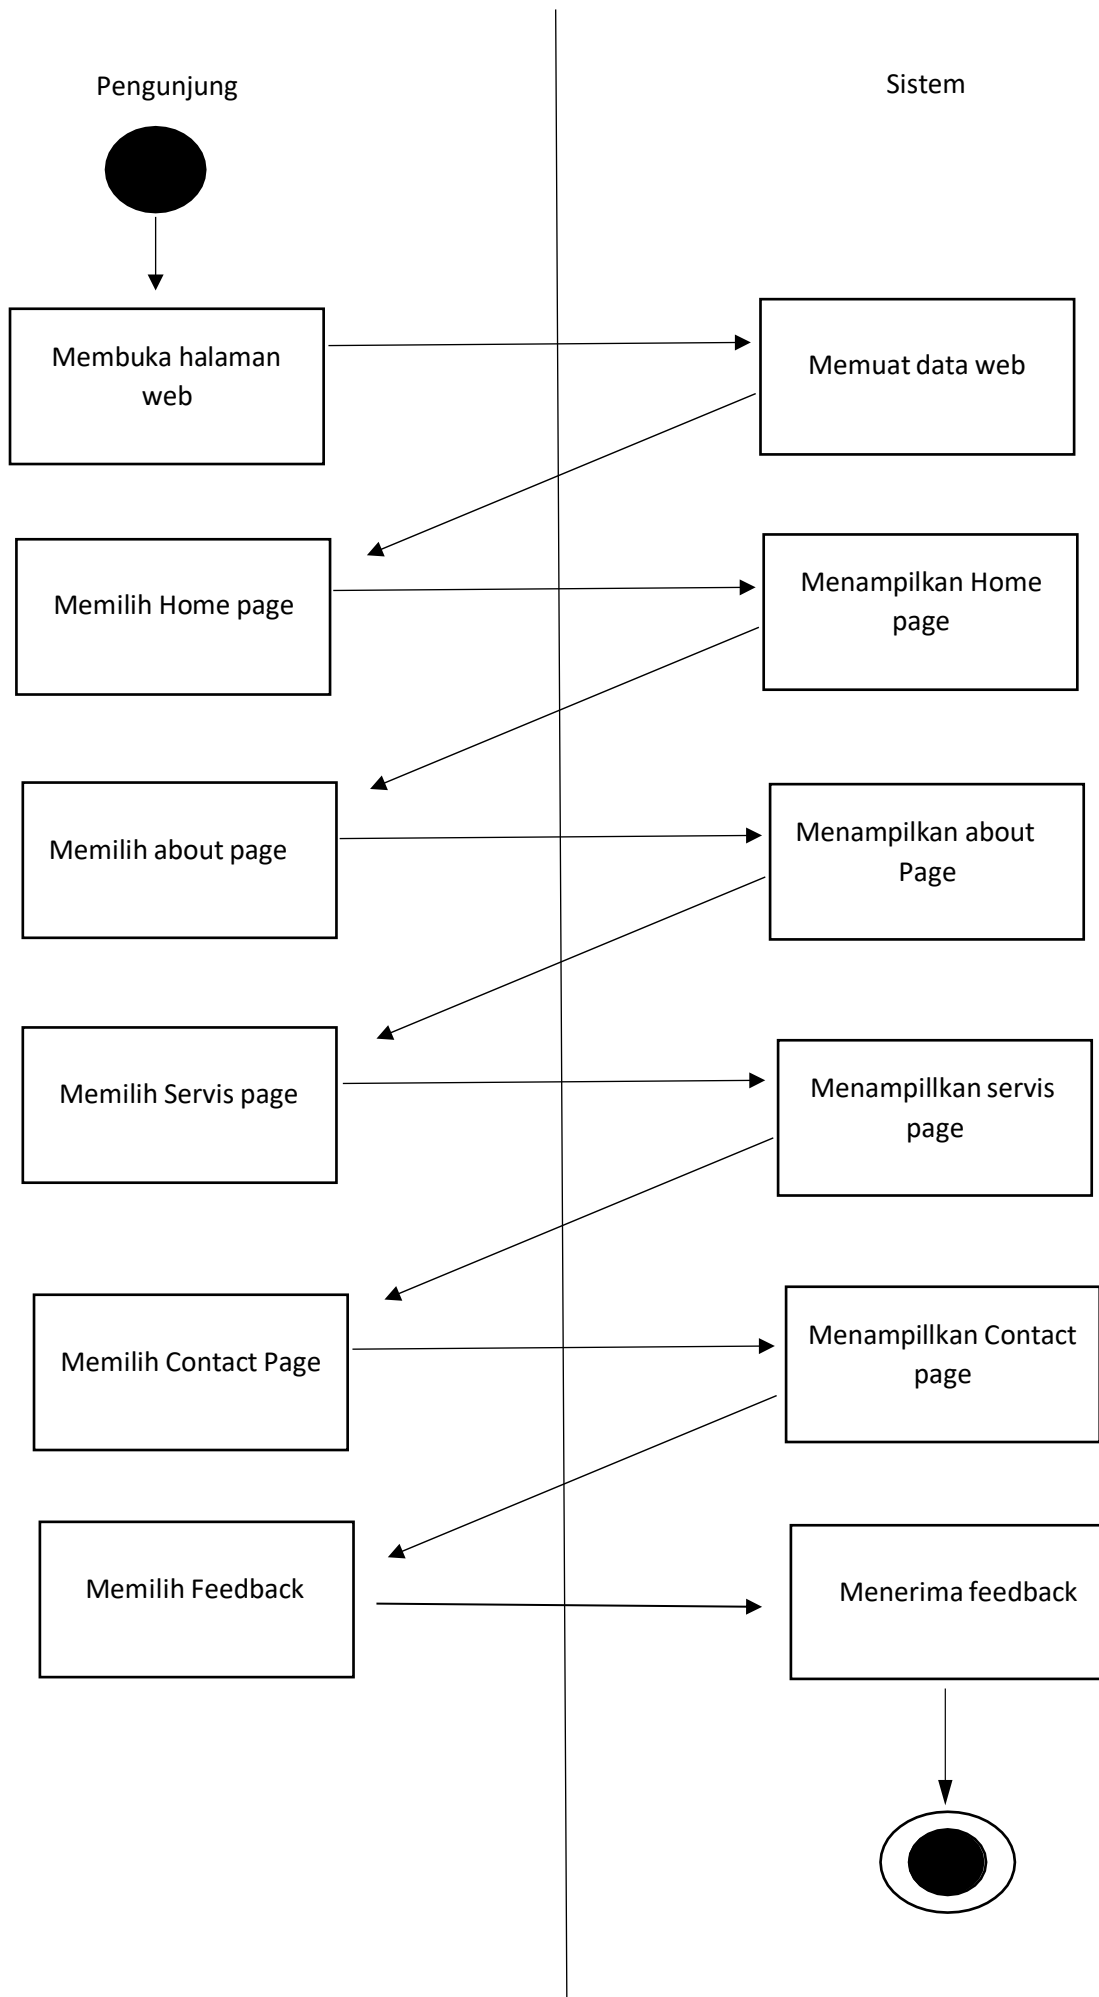 Pengunjung
Sistem
Membuka halaman
web
Memuat data web
Memilih Home page
Menampilkan Home
page
Memilih about page
Menampilkan about
Page
Memilih Servis page
Menampillkan servis
page
Memilih Contact Page
Menampillkan Contact
page
Memilih Feedback
Menerima feedback